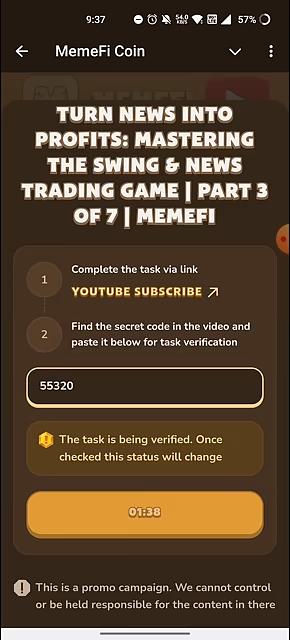 9:37
54.0
KB/S
57%
MemeFi Coin
TURN NEWS INTO
PROFITS: MASTERING
THE SWING & NEWS
TRADING GAME | PART 3
OF 7 | MEMEFI
1
Complete the task via link
YOUTUBE SUBSCRIBE ↗
2
Find the secret code in the video and
paste it below for task verification
55320
The task is being verified. Once
checked this status will change
01:38
This is a promo campaign. We cannot control
or be held responsible for the content in there